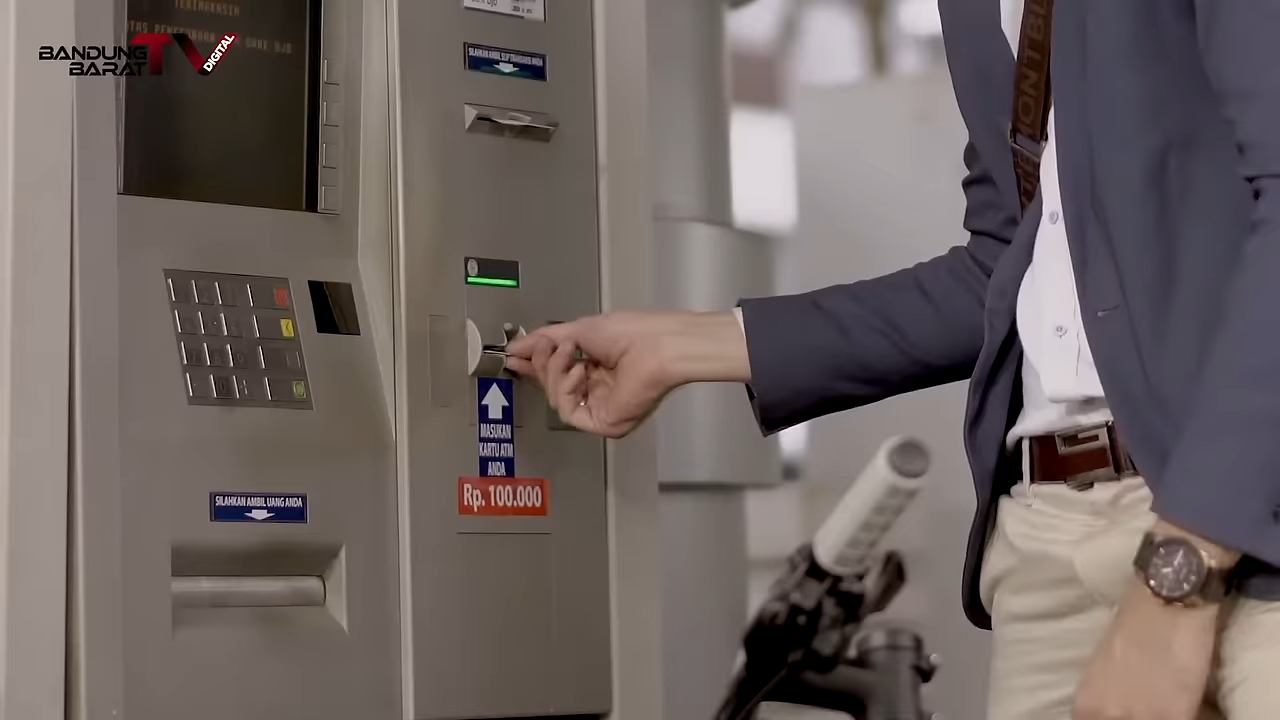 TERIMAKASIH
BANDUNG
BARAT TV DIGITAL
SILAHKAN AMBIL SLIP TRANSAKSI ANDA
MASUKAN
KARTU ATM
ANDA
Rp. 100.000
SILAHKAN AMBIL UANG ANDA